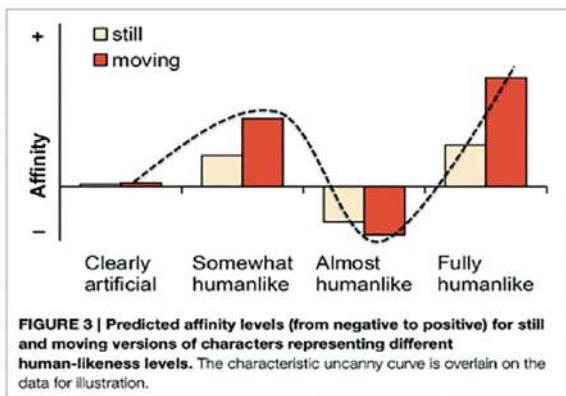 +
still
moving
Affinity
–
Clearly artificial
Somewhat humanlike
Almost humanlike
Fully humanlike
FIGURE 3 | Predicted affinity levels (from negative to positive) for still
and moving versions of characters representing different
human-likeness levels. The characteristic uncanny curve is overlain on the
data for illustration.